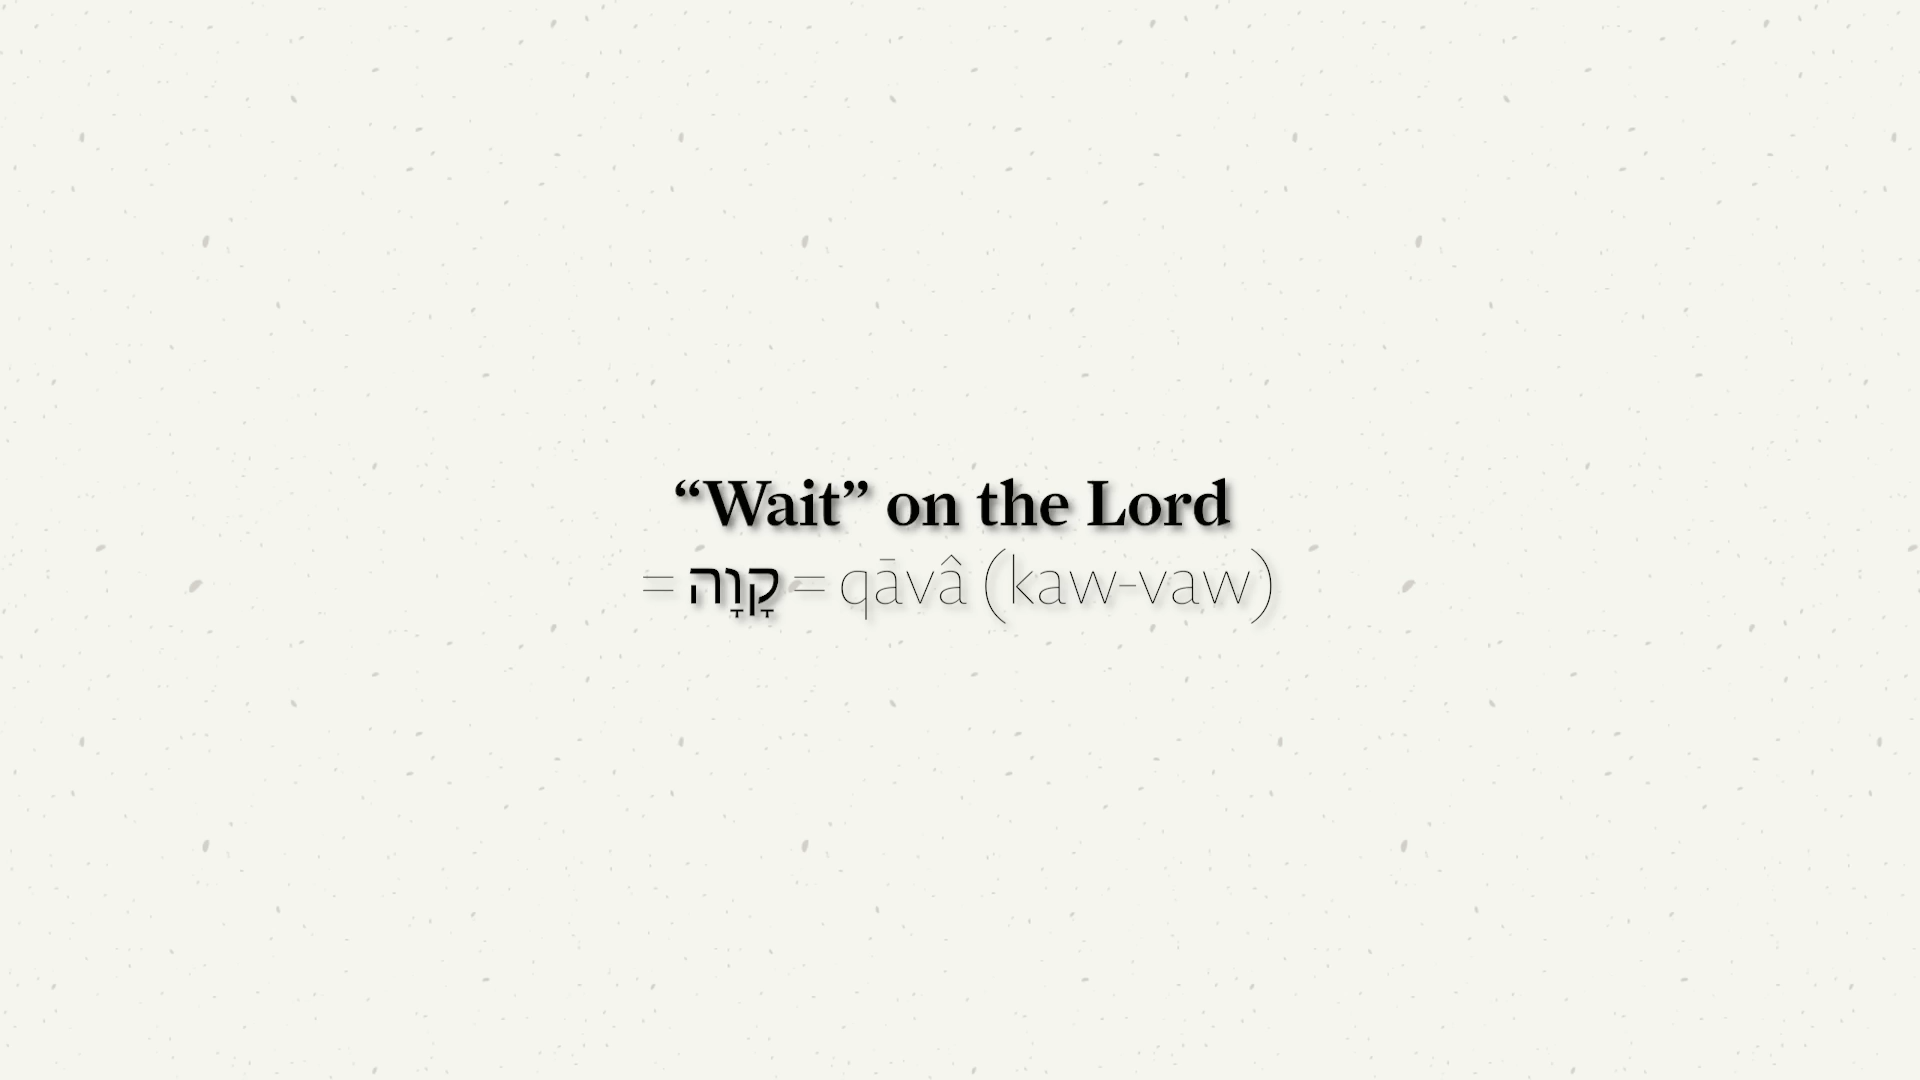 “Wait” on the Lord
= קָוָה = qāvâ (kaw-vaw)